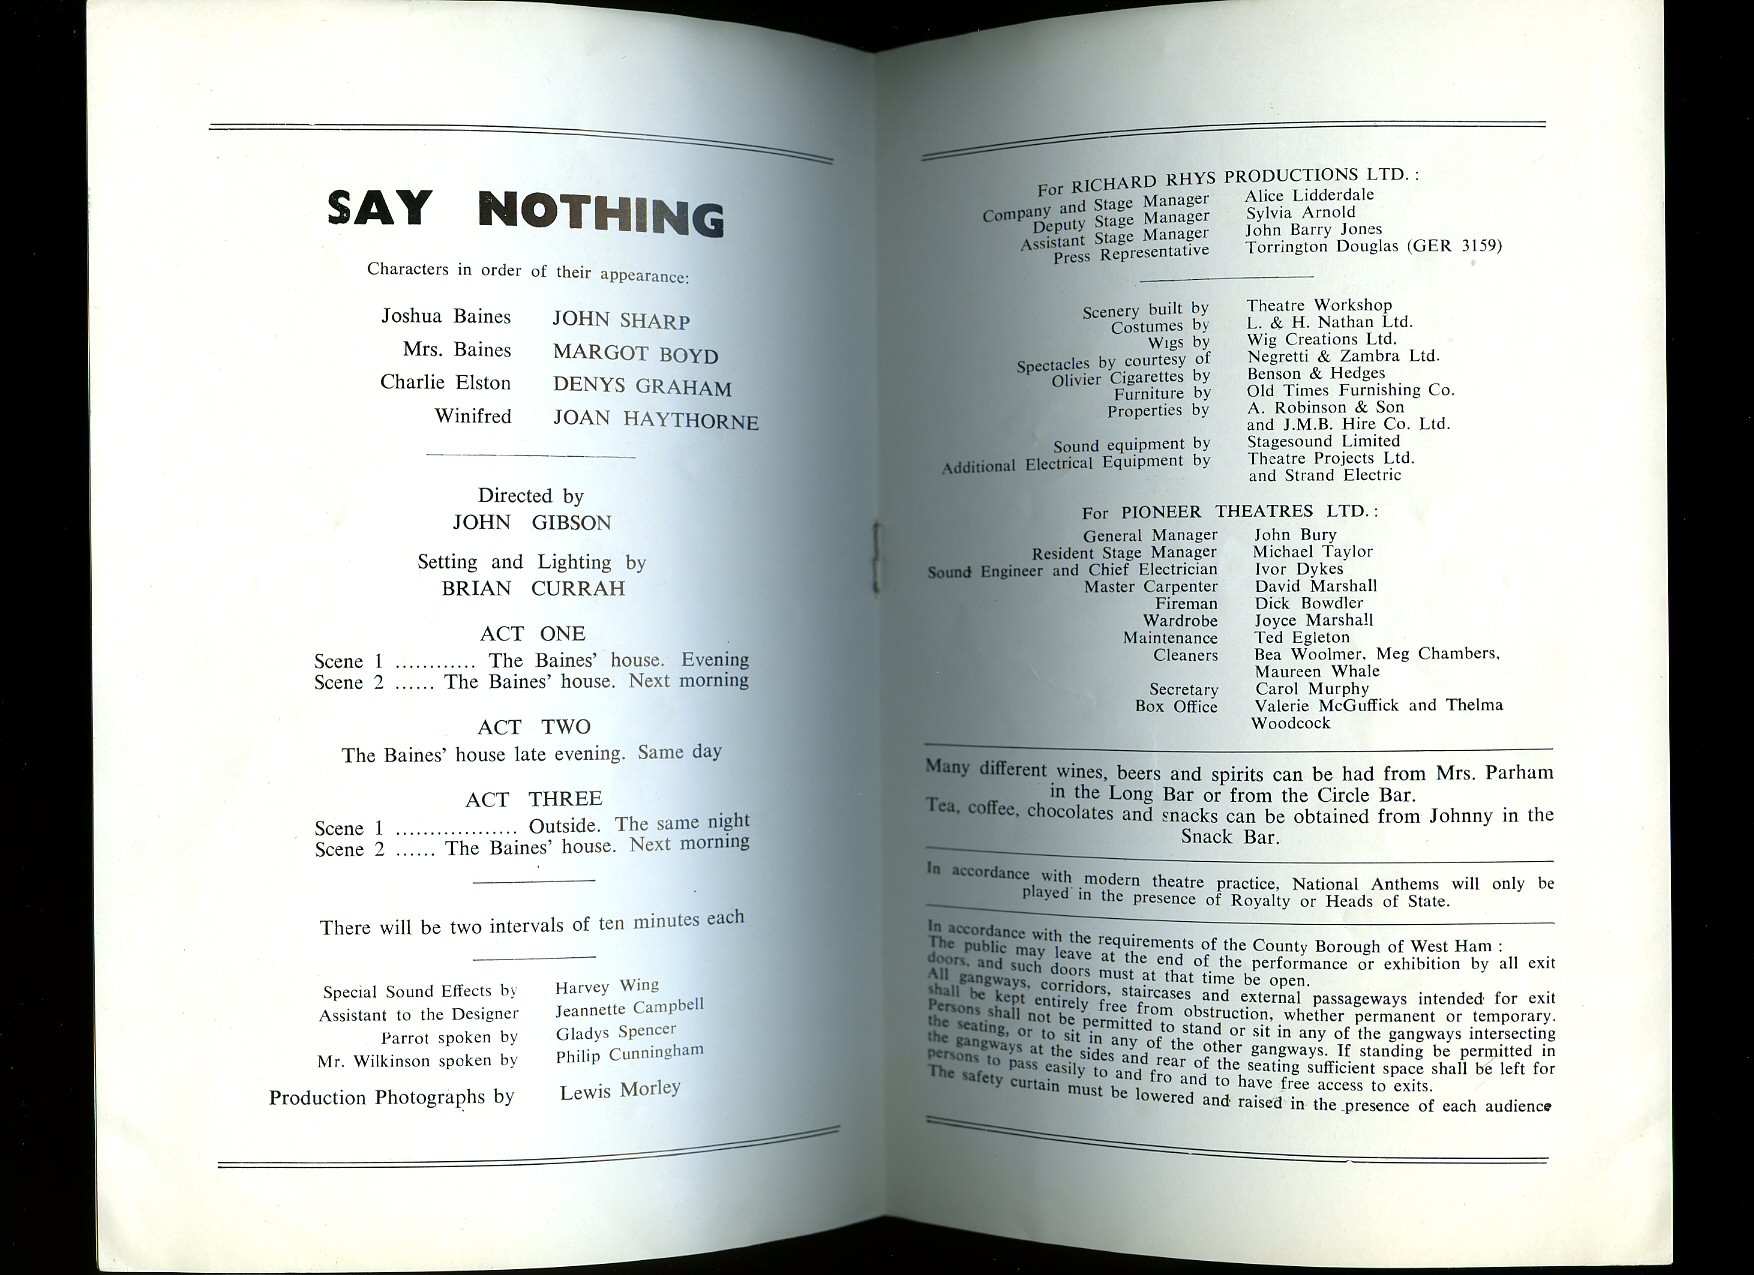 SAY NOTHING
Characters in order of their appearance:
Joshua Baines JOHN SHARP
Mrs. Baines MARGOT BOYD
Charlie Elston DENYS GRAHAM
Winifred JOAN HAYTHORNE
Directed by
JOHN GIBSON
Setting and Lighting by
BRIAN CURRAH
ACT ONE
Scene 1 ............ The Baines' house. Evening
Scene 2 ...... The Baines' house. Next morning
ACT TWO
The Baines' house late evening. Same day
ACT THREE
Scene 1 .................. Outside. The same night
Scene 2 ...... The Baines' house. Next morning
There will be two intervals of ten minutes each
Special Sound Effects by Harvey Wing
Assistant to the Designer Jeannette Campbell
Parrot spoken by Gladys Spencer
Mr. Wilkinson spoken by Philip Cunningham
Production Photographs by Lewis Morley
For RICHARD RHYS PRODUCTIONS LTD. :
Company and Stage Manager Alice Lidderdale
Deputy Stage Manager Sylvia Arnold
Assistant Stage Manager John Barry Jones
Press Representative Torrington Douglas (GER 3159)
Scenery built by Theatre Workshop
Costumes by L. & H. Nathan Ltd.
Wigs by Wig Creations Ltd.
Spectacles by courtesy of Negretti & Zambra Ltd.
Olivier Cigarettes by Benson & Hedges
Furniture by Old Times Furnishing Co.
Properties by A. Robinson & Son
and J.M.B. Hire Co. Ltd.
Sound equipment by Stagesound Limited
Additional Electrical Equipment by Theatre Projects Ltd.
and Strand Electric
For PIONEER THEATRES LTD. :
General Manager John Bury
Resident Stage Manager Michael Taylor
Sound Engineer and Chief Electrician Ivor Dykes
Master Carpenter David Marshall
Fireman Dick Bowdler
Wardrobe Joyce Marshall
Maintenance Ted Egleton
Cleaners Bea Woolmer, Meg Chambers,
Maureen Whale
Secretary Carol Murphy
Box Office Valerie McGuffick and Thelma
Woodcock
Many different wines, beers and spirits can be had from Mrs. Parham
in the Long Bar or from the Circle Bar.
Tea, coffee, chocolates and snacks can be obtained from Johnny in the
Snack Bar.
In accordance with modern theatre practice, National Anthems will only be
played in the presence of Royalty or Heads of State.
In accordance with the requirements of the County Borough of West Ham :
The public may leave at the end of the performance or exhibition by all exit
doors, and such doors must at that time be open.
All gangways, corridors, staircases and external passageways intended for exit
shall be kept entirely free from obstruction, whether permanent or temporary.
Persons shall not be permitted to stand or sit in any of the gangways intersecting
the seating, or to sit in any of the other gangways. If standing be permitted in
the gangways at the sides and rear of the seating sufficient space shall be left for
persons to pass easily to and fro and to have free access to exits.
The safety curtain must be lowered and raised in the presence of each audience